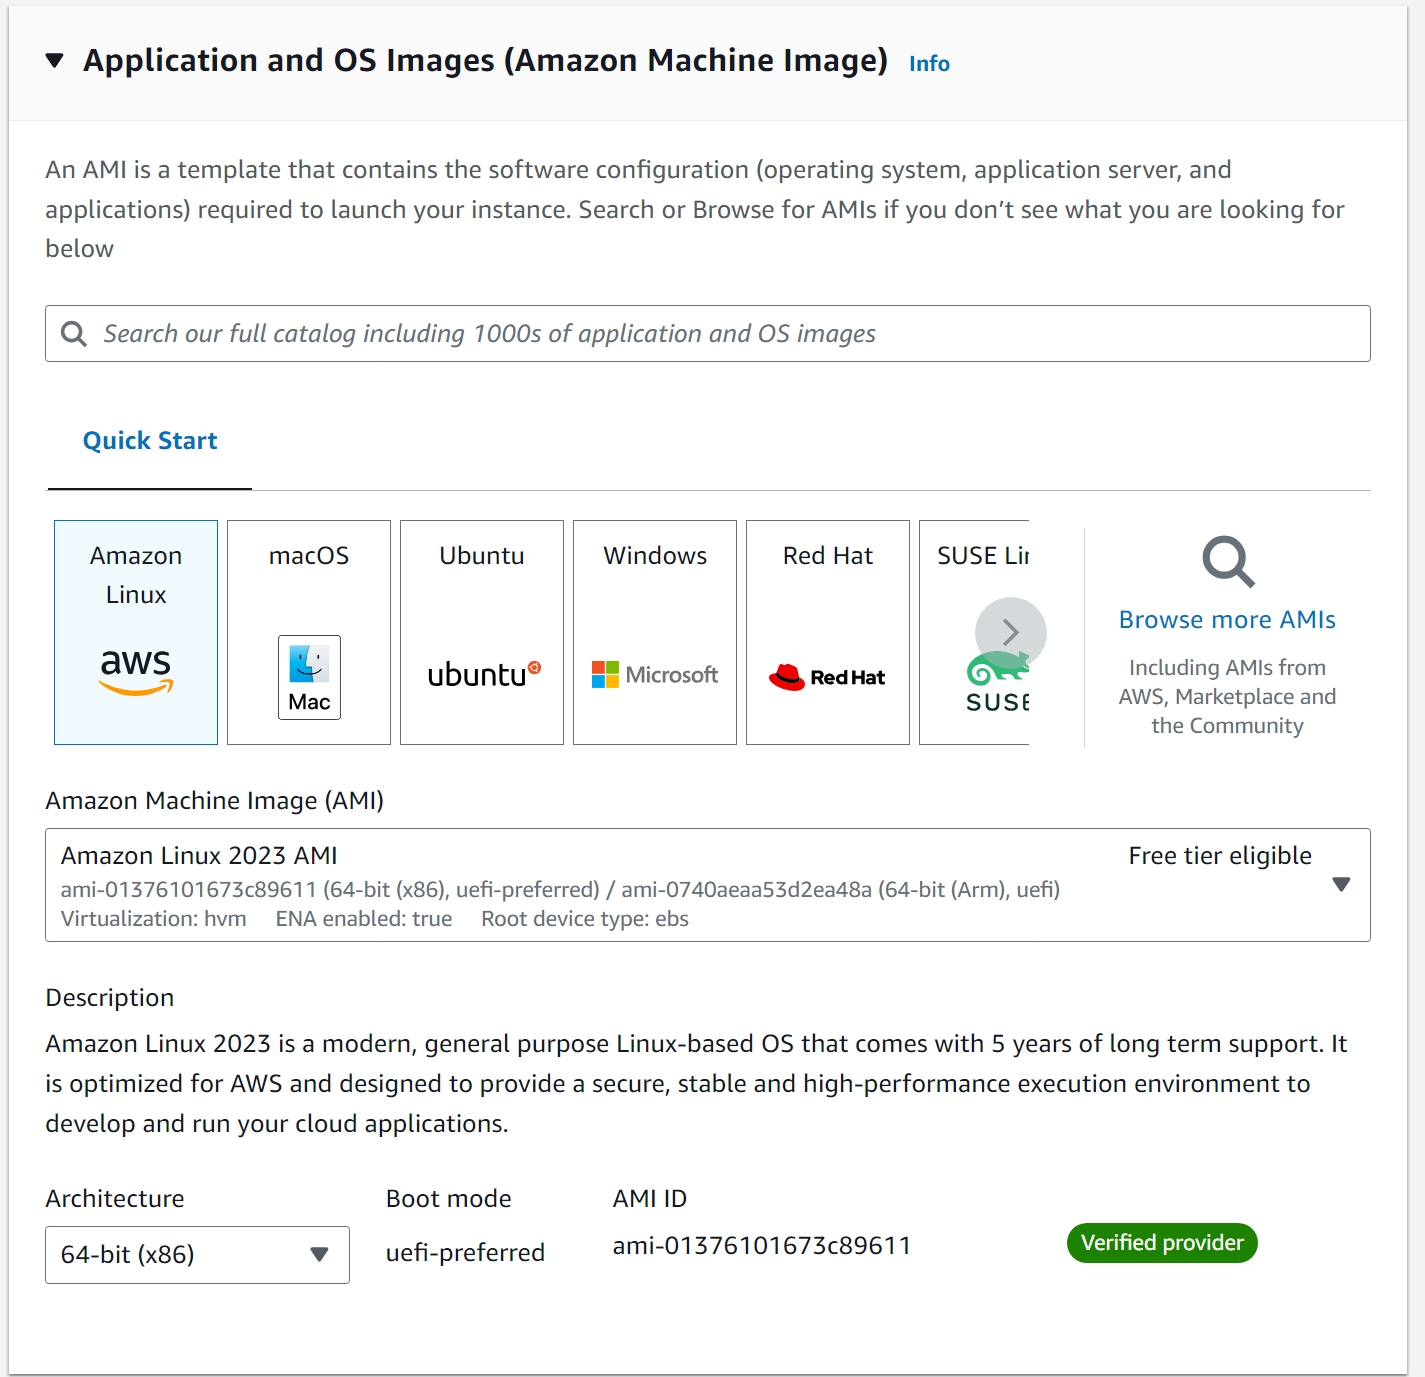 Application and OS Images (Amazon Machine Image) Info
An AMI is a template that contains the software configuration (operating system, application server, and
applications) required to launch your instance. Search or Browse for AMIs if you don’t see what you are looking for
below
Search our full catalog including 1000s of application and OS images
Quick Start
Amazon
Linux
aws
macOS
Mac
Ubuntu
ubuntu
Windows
Microsoft
Red Hat
Red Hat
SUSE Lin
SUSE
Browse more AMIs
Including AMIs from
AWS, Marketplace and
the Community
Amazon Machine Image (AMI)
Amazon Linux 2023 AMI Free tier eligible
ami-01376101673c89611 (64-bit (x86), uefi-preferred) / ami-0740aeaa53d2ea48a (64-bit (Arm), uefi)
Virtualization: hvm ENA enabled: true Root device type: ebs
Description
Amazon Linux 2023 is a modern, general purpose Linux-based OS that comes with 5 years of long term support. It
is optimized for AWS and designed to provide a secure, stable and high-performance execution environment to
develop and run your cloud applications.
Architecture Boot mode AMI ID
64-bit (x86) uefi-preferred ami-01376101673c89611 Verified provider